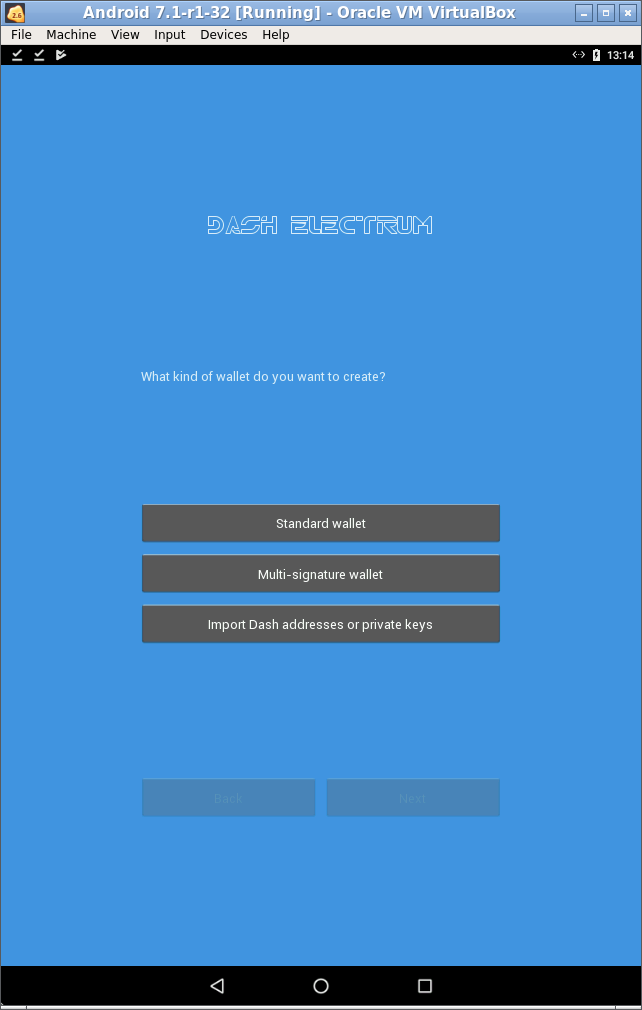 Android 7.1-r1-32 [Running] - Oracle VM VirtualBox
File Machine View Input Devices Help
13:14
DASH ELECTRUM
What kind of wallet do you want to create?
Standard wallet
Multi-signature wallet
Import Dash addresses or private keys
Back Next